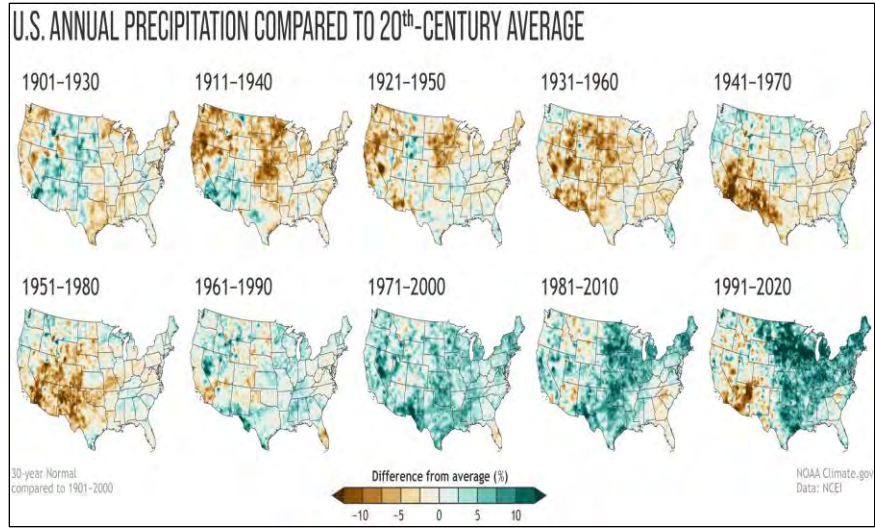 U.S. ANNUAL PRECIPITATION COMPARED TO 20th-CENTURY AVERAGE
1901–1930
1911–1940
1921–1950
1931–1960
1941–1970
1951–1980
1961–1990
1971–2000
1981–2010
1991–2020
30-year Normal
compared to 1901–2000
Difference from average (%)
-10 -5 0 5 10
NOAA Climate.gov
Data: NCEI